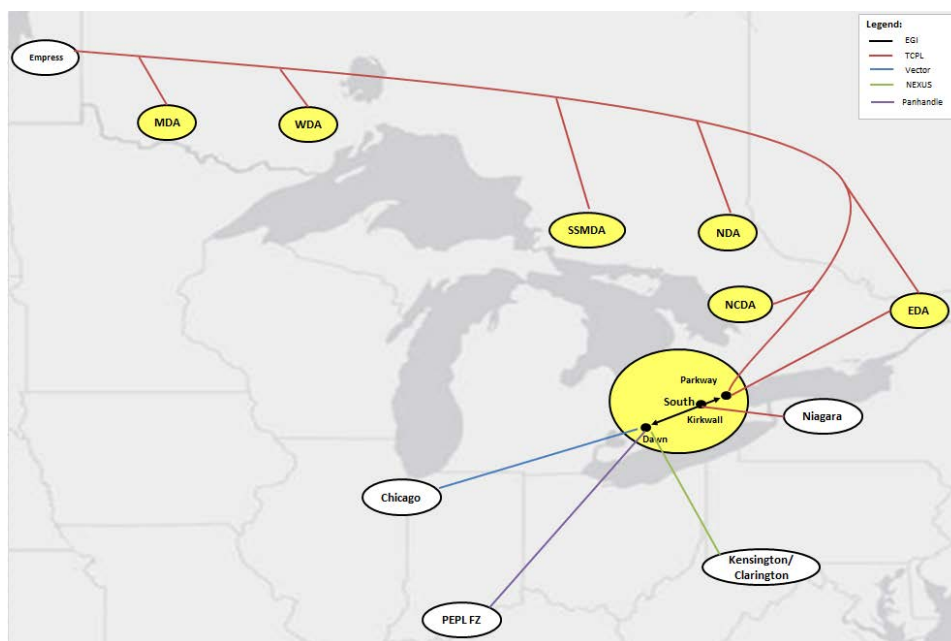 Legend:
EGI
TCPL
Vector
NEXUS
Panhandle
Empress
MDA
WDA
SSMDA
NDA
NCDA
EDA
Parkway
South
Kirkwall
Dawn
Niagara
Chicago
Kensington/
Clarington
PEPL FZ